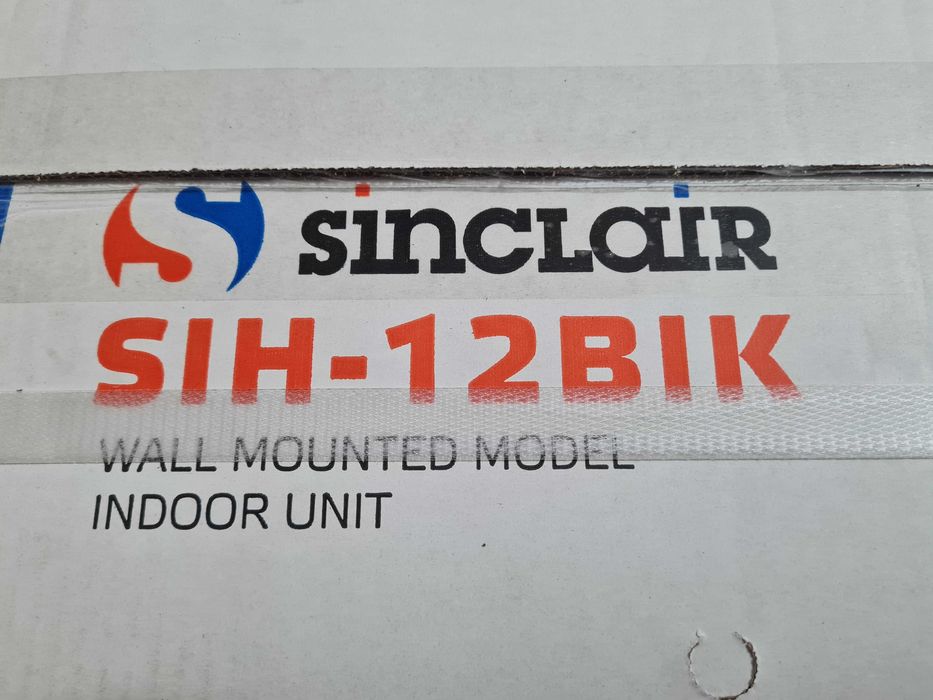 sinclair
SIH-12BIK
WALL MOUNTED MODEL
INDOOR UNIT